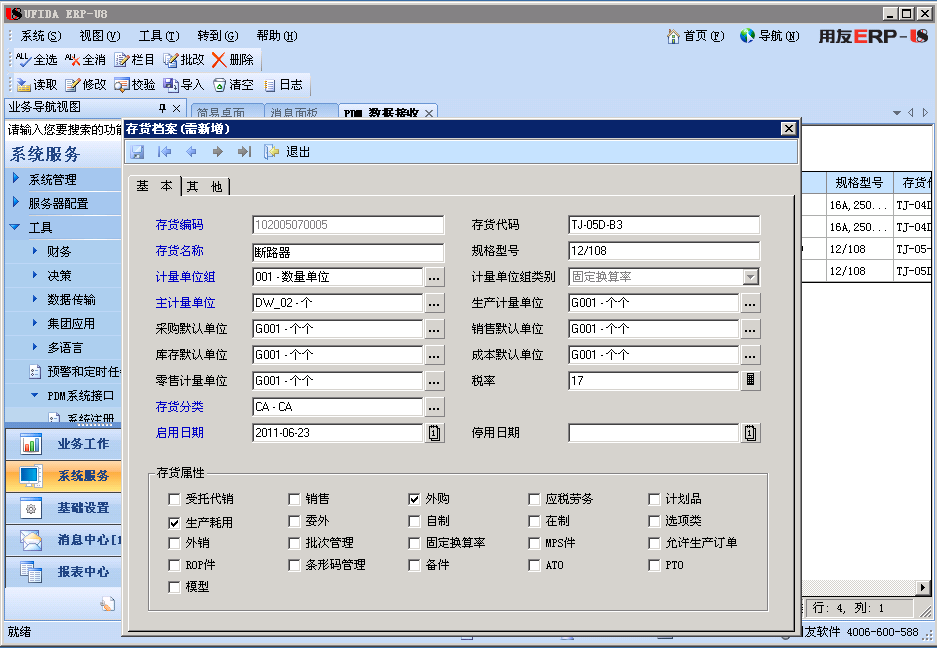 UFIDA ERP-U8
系统(S) 视图(V) 工具(T) 转到(G) 帮助(H) 首页(P) 导航(N) 用友ERP-U8
全选 全消 栏目 批改 删除
读取 修改 校验 导入 清空 日志
业务导航视图
简易桌面 消息面板 PDM 数据接收
请输入您要搜索的功
存货档案(需新增)
退出
系统服务
系统管理
服务器配置
工具
财务
决策
数据传输
集团应用
多语言
预警和定时任
PDM系统接口
系统注册
业务工作
系统服务
基础设置
消息中心[
报表中心
就绪
基 本 其 他
存货编码 102005070005 存货代码 TJ-05D-B3
存货名称 断路器 规格型号 12/108
计量单位组 001 - 数量单位 ... 计量单位组类别 固定换算率
主计量单位 DW_02 - 个 ... 生产计量单位 G001 - 个个 ...
采购默认单位 G001 - 个个 ... 销售默认单位 G001 - 个个 ...
库存默认单位 G001 - 个个 ... 成本默认单位 G001 - 个个 ...
零售计量单位 G001 - 个个 ... 税率 17
存货分类 CA - CA ...
启用日期 2011-06-23 停用日期
存货属性
受托代销 销售 外购 应税劳务 计划品
生产耗用 委外 自制 在制 选项类
外销 批次管理 固定换算率 MPS件 允许生产订单
ROP件 条形码管理 备件 ATO PTO
模型
规格型号 存货
16A,250... TJ-04D
16A,250... TJ-04D
12/108 TJ-05-
12/108 TJ-05D
行: 4, 列: 1
友软件 4006-600-588